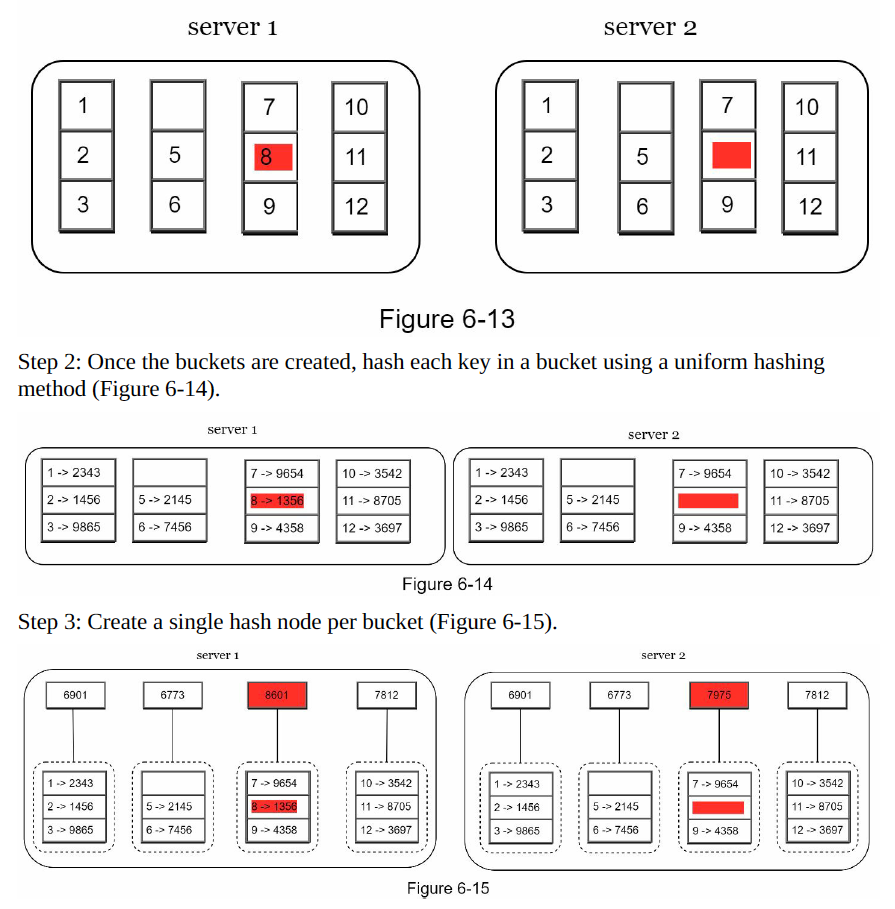 server 1 server 2
1 7 10 1 7 10
2 5 8 11 2 5 11
3 6 9 12 3 6 9 12
Figure 6-13
Step 2: Once the buckets are created, hash each key in a bucket using a uniform hashing
method (Figure 6-14).
server 1 server 2
1 -> 2343 7 -> 9654 10 -> 3542 1 -> 2343 7 -> 9654 10 -> 3542
2 -> 1456 5 -> 2145 8 -> 1356 11 -> 8705 2 -> 1456 5 -> 2145 11 -> 8705
3 -> 9865 6 -> 7456 9 -> 4358 12 -> 3697 3 -> 9865 6 -> 7456 9 -> 4358 12 -> 3697
Figure 6-14
Step 3: Create a single hash node per bucket (Figure 6-15).
server 1 server 2
6901 6773 8601 7812 6901 6773 7975 7812
1 -> 2343 7 -> 9654 10 -> 3542 1 -> 2343 7 -> 9654 10 -> 3542
2 -> 1456 5 -> 2145 8 -> 1356 11 -> 8705 2 -> 1456 5 -> 2145 11 -> 8705
3 -> 9865 6 -> 7456 9 -> 4358 12 -> 3697 3 -> 9865 6 -> 7456 9 -> 4358 12 -> 3697
Figure 6-15